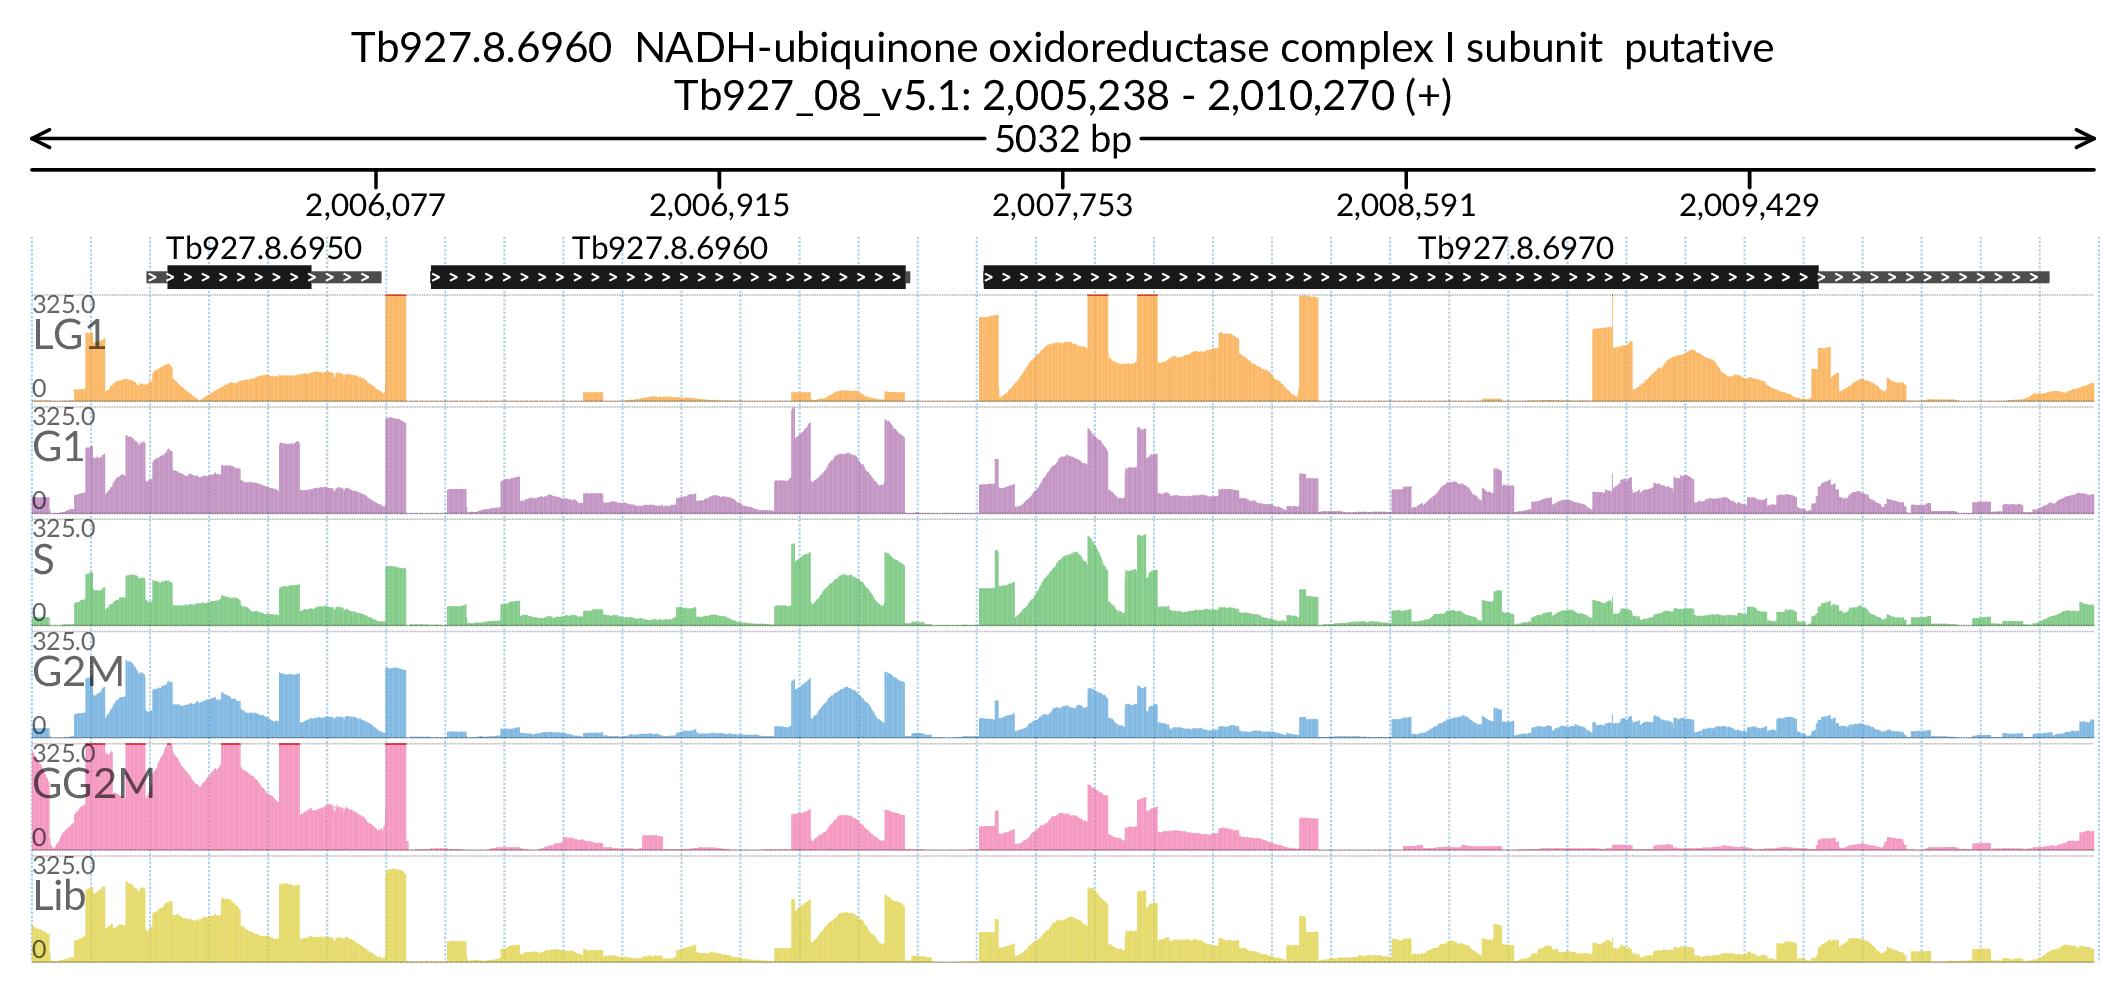 Tb927.8.6960  NADH-ubiquinone oxidoreductase complex I subunit  putative
Tb927_08_v5.1: 2,005,238 - 2,010,270 (+)
5032 bp
2,006,077 2,006,915 2,007,753 2,008,591 2,009,429
Tb927.8.6950 Tb927.8.6960 Tb927.8.6970
325.0
LG1
0
325.0
G1
0
325.0
S
0
325.0
G2M
0
325.0
GG2M
0
325.0
Lib
0